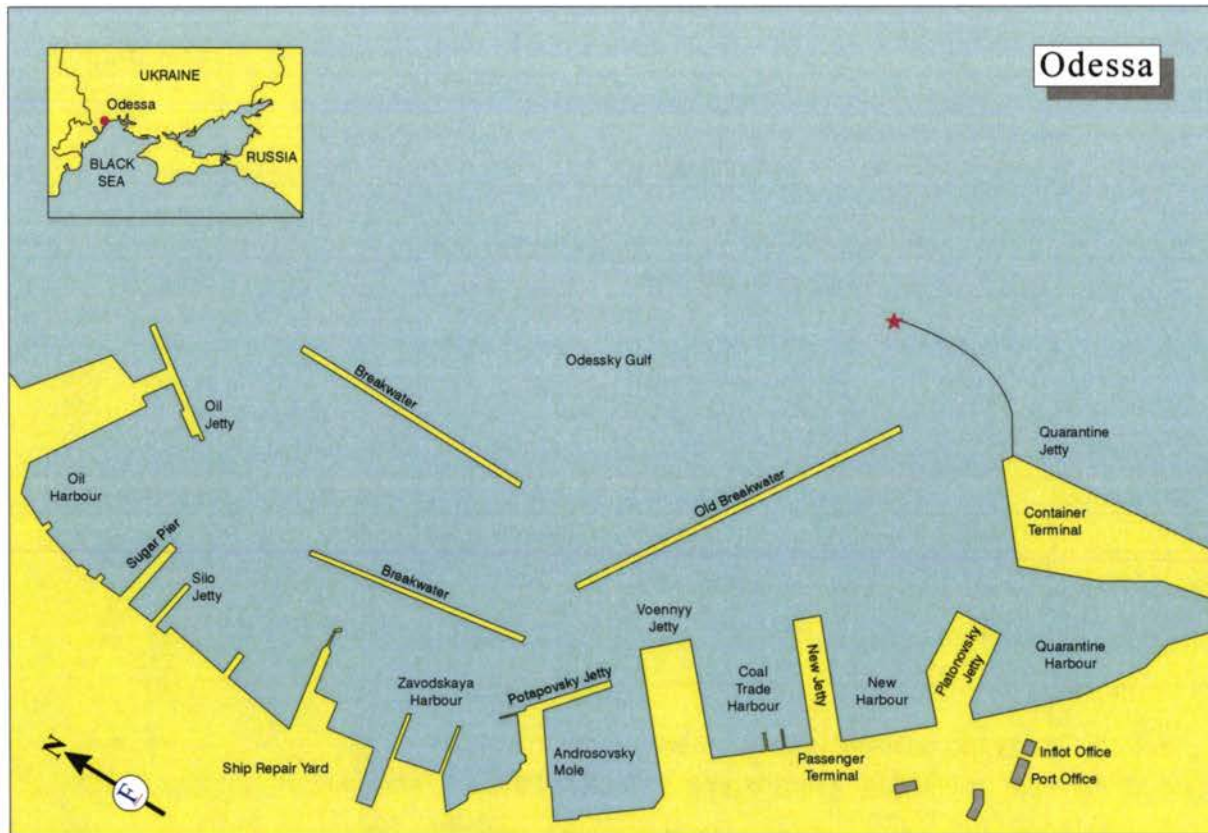 Odessa
UKRAINE
Odessa
BLACK
SEA
RUSSIA
Odessky Gulf
Breakwater
Oil
Jetty
Quarantine
Jetty
Oil
Harbour
Old Breakwater
Container
Terminal
Sugar Pier
Silo
Jetty
Breakwater
Voennyy
Jetty
Zavodskaya
Harbour
Potapovsky Jetty
Coal
Trade
Harbour
New Jetty
New
Harbour
Platonovsky
Jetty
Quarantine
Harbour
Ship Repair Yard
Androsovsky
Mole
Passenger
Terminal
Inflot Office
Port Office
N
E